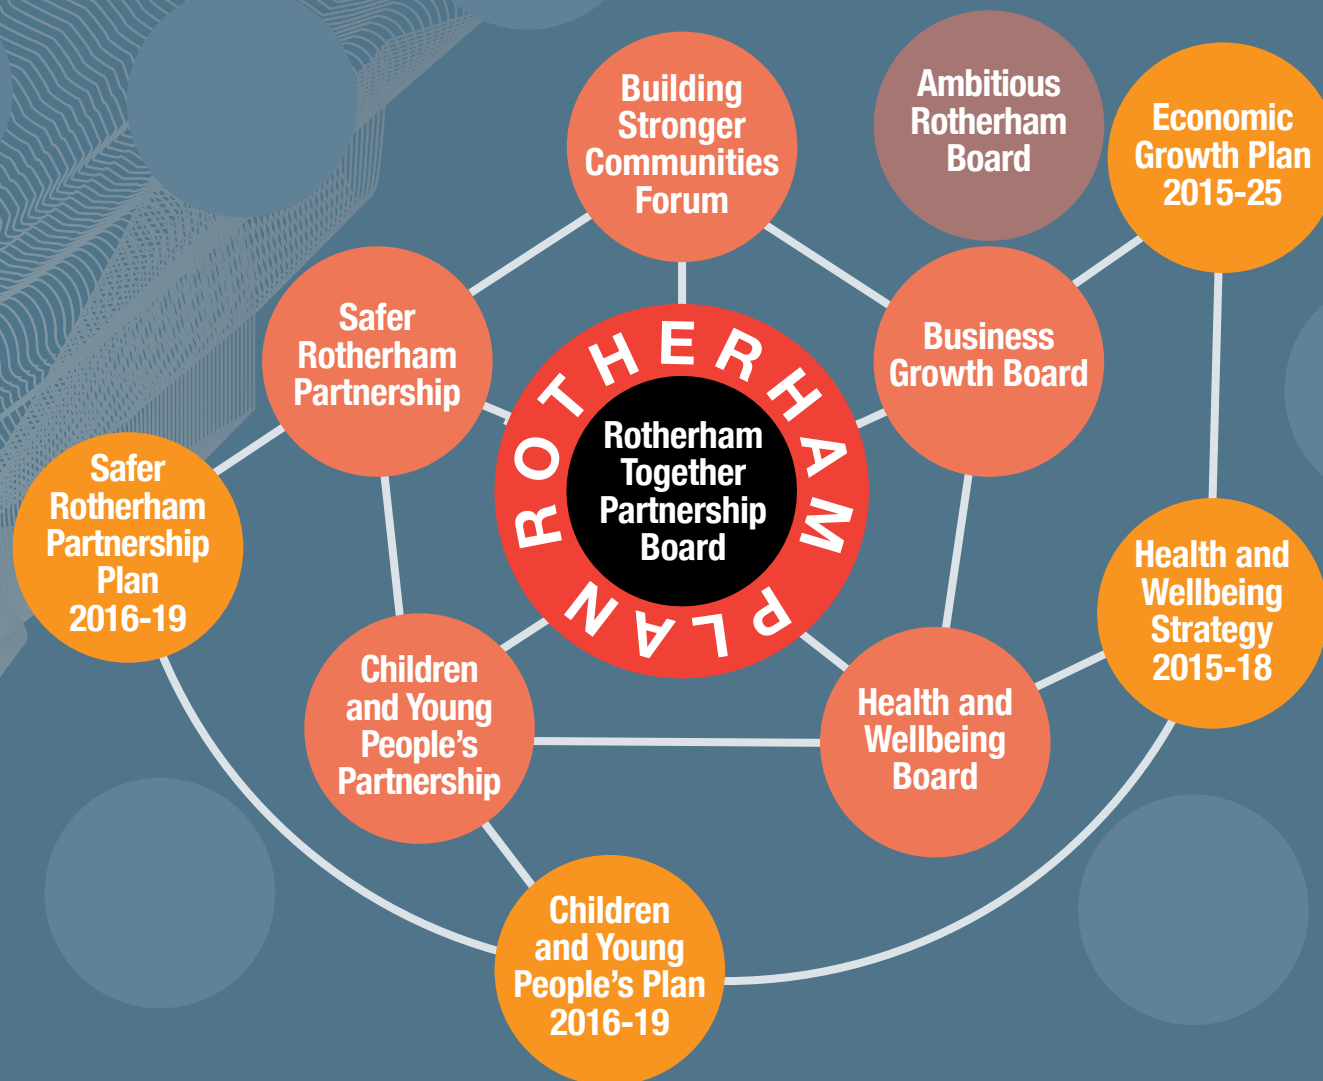 Building
Stronger
Communities
Forum
Ambitious
Rotherham
Board
Economic
Growth Plan
2015-25
Safer
Rotherham
Partnership
Business
Growth Board
ROTHERHAM PLAN
Rotherham
Together
Partnership
Board
Safer
Rotherham
Partnership
Plan
2016-19
Health and
Wellbeing
Strategy
2015-18
Children
and Young
People's
Partnership
Health and
Wellbeing
Board
Children
and Young
People's Plan
2016-19